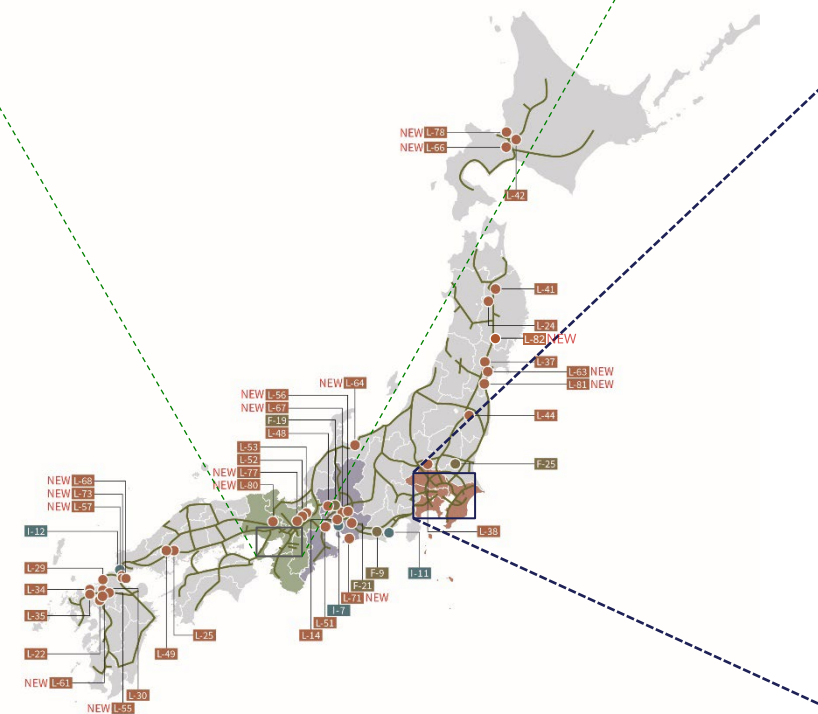 NEW L-78
NEW L-66
L-42
L-41
L-24
L-82 NEW
L-37
L-63 NEW
L-81 NEW
L-44
NEW L-64
NEW L-56
NEW L-67
F-19
L-48
L-53
L-52
NEW L-77
NEW L-80
F-25
NEW L-68
NEW L-73
NEW L-57
I-12
L-38
L-29
I-11
F-9
L-34
F-21
L-71 NEW
I-7
L-35
L-51
L-25
L-14
L-22
L-49
NEW L-61
L-30
NEW L-55